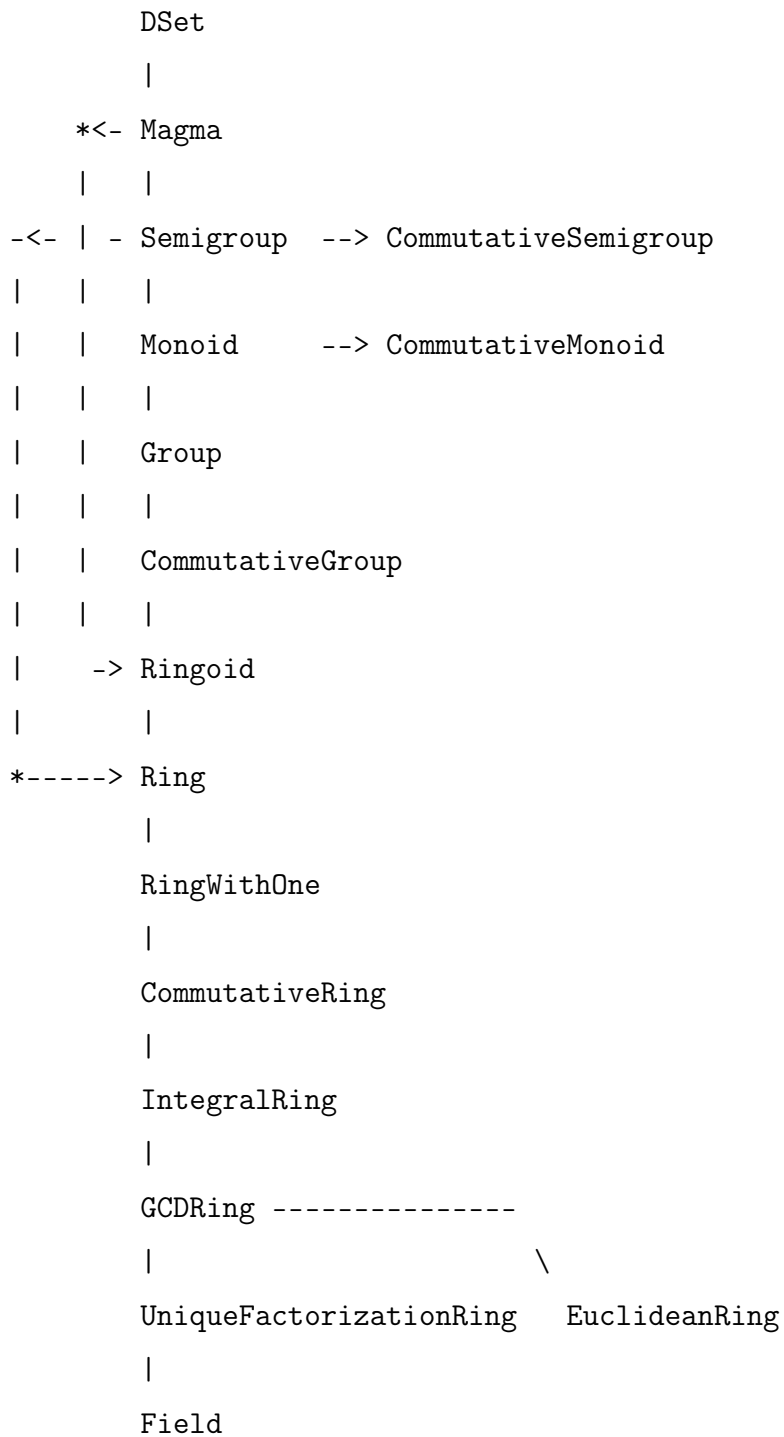 DSet
        |
    *<- Magma
    |   |
-<- | - Semigroup  --> CommutativeSemigroup
|   |   |
|   |   Monoid     --> CommutativeMonoid
|   |   |
|   |   Group
|   |   |
|   |   CommutativeGroup
|   |   |
|    -> Ringoid
|       |
*-----> Ring
        |
        RingWithOne
        |
        CommutativeRing
        |
        IntegralRing
        |
        GCDRing ---------------
        |                       \
        UniqueFactorizationRing   EuclideanRing
        |
        Field